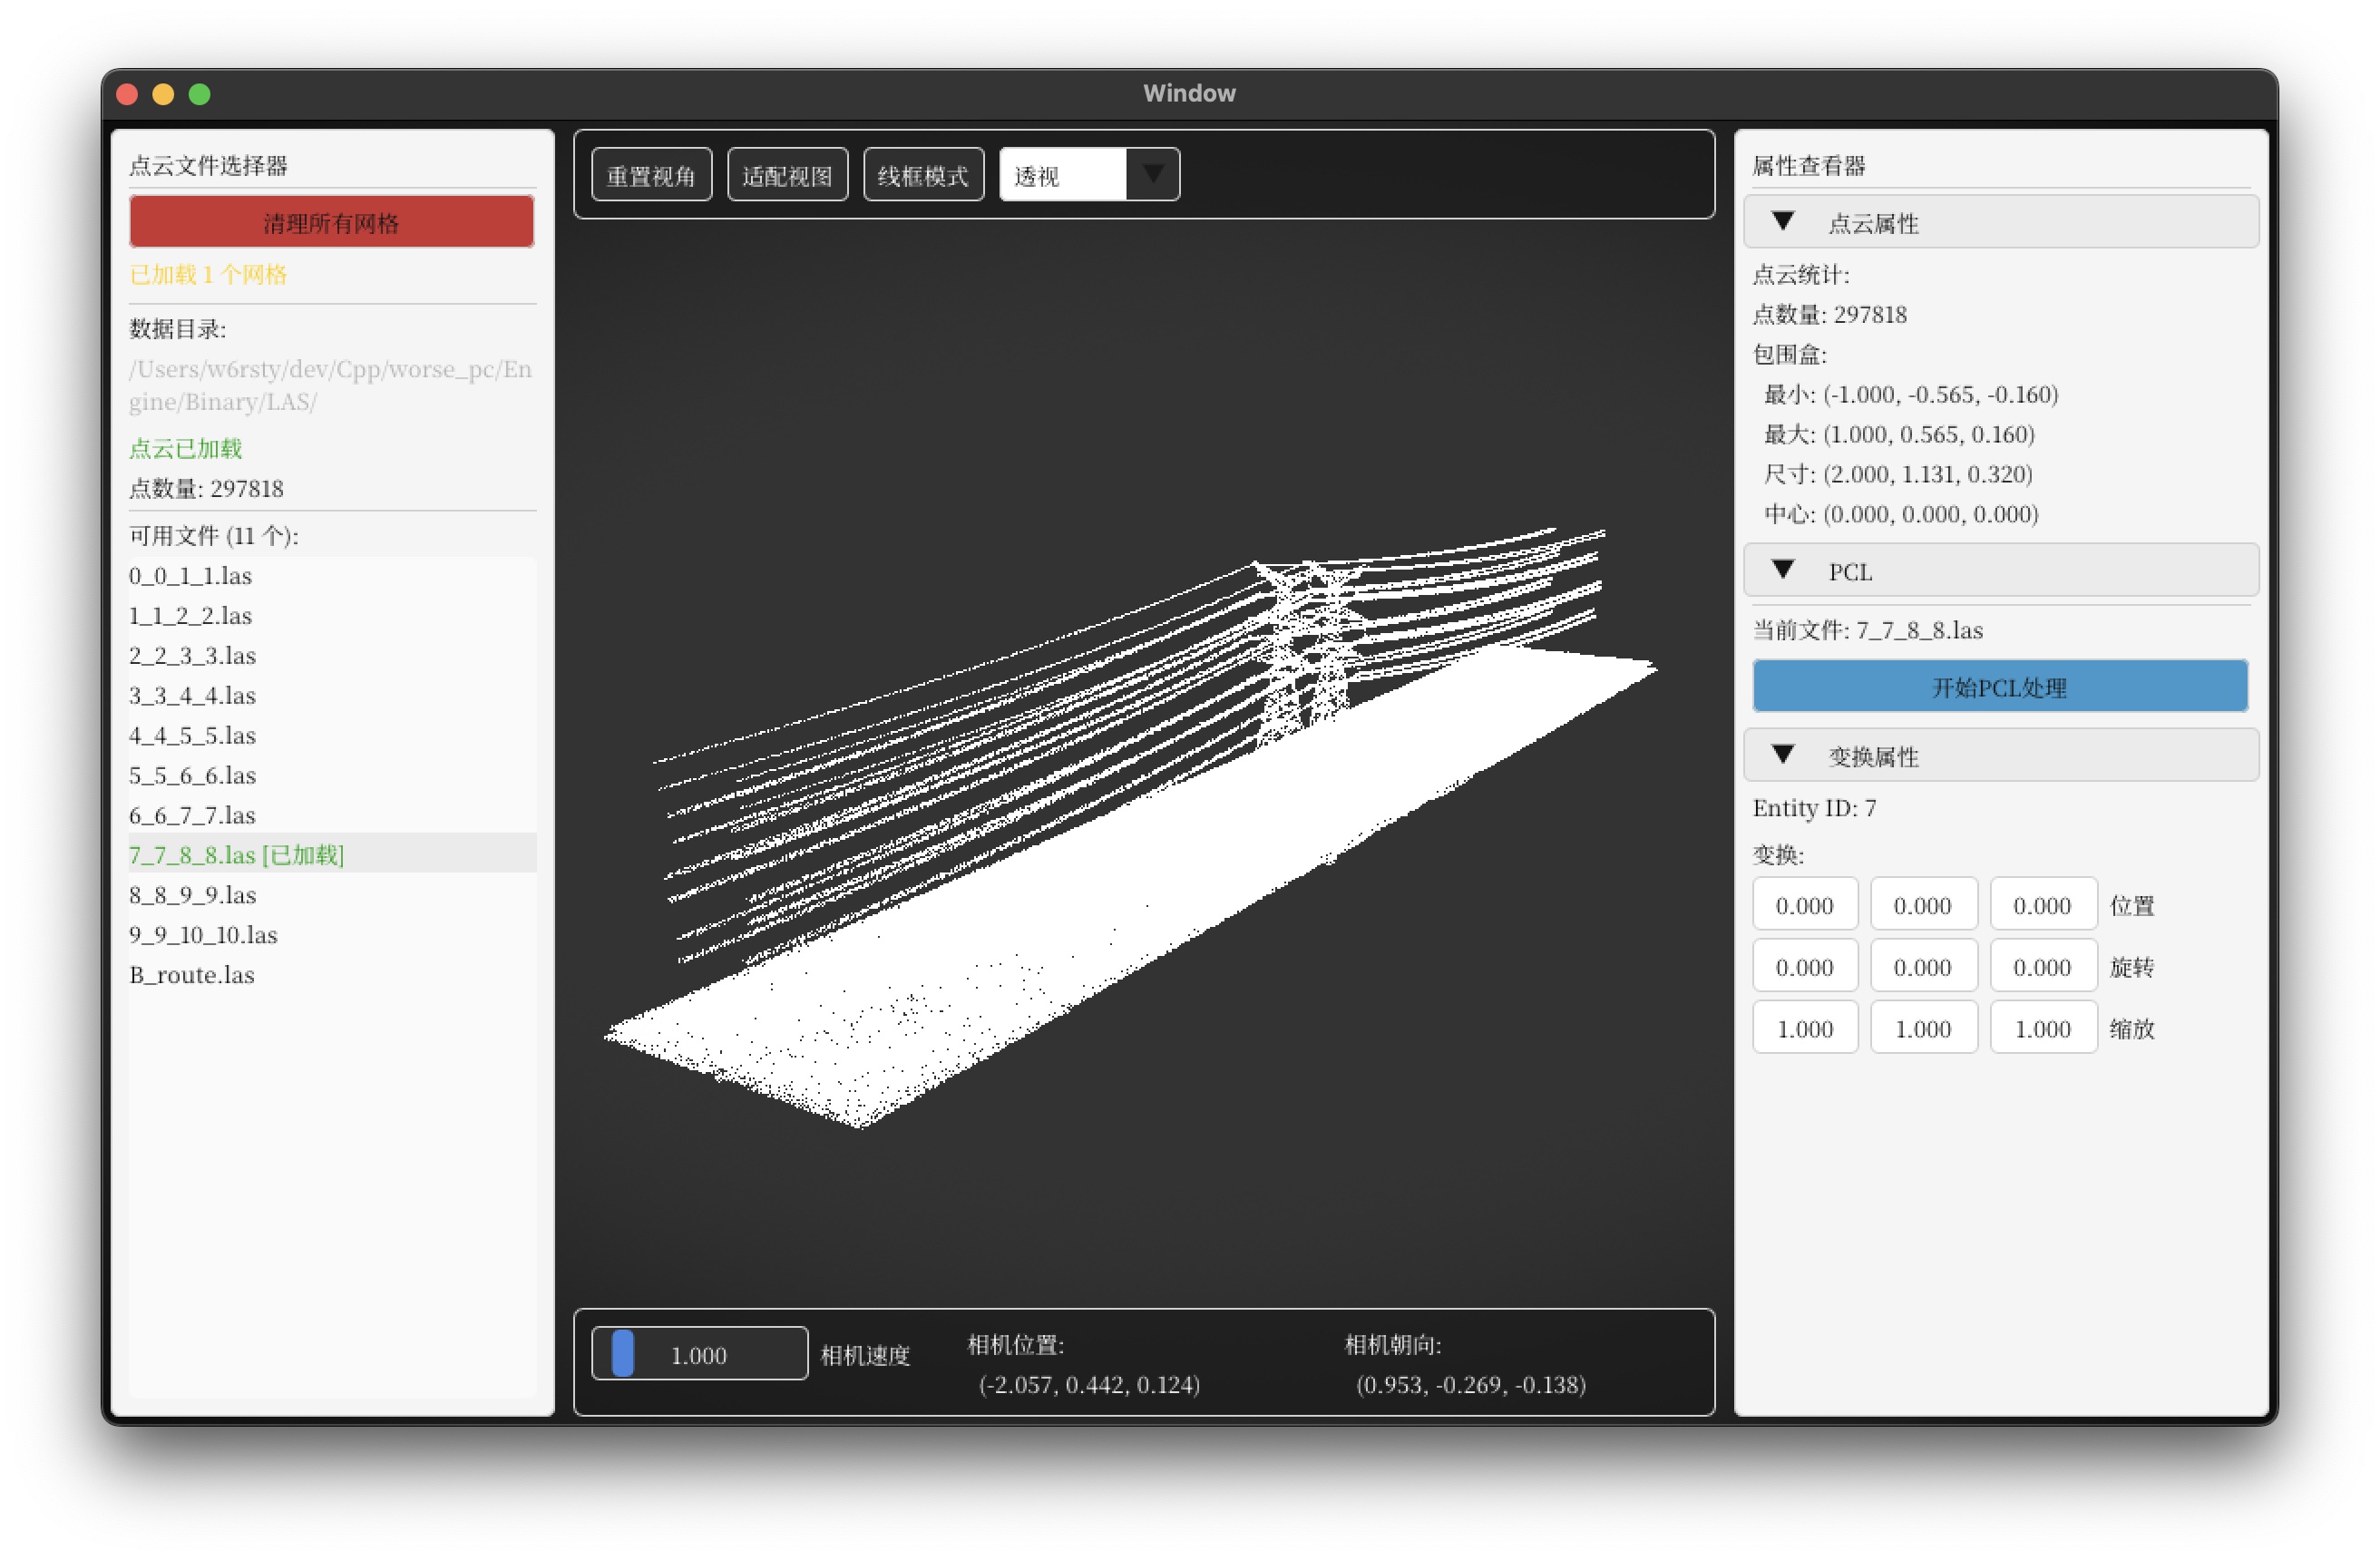 Window
点云文件选择器
清理所有网格
已加载 1 个网格
数据目录:
/Users/w6rsty/dev/Cpp/worse_pc/En
gine/Binary/LAS/
点云已加载
点数量: 297818
可用文件 (11 个):
0_0_1_1.las
1_1_2_2.las
2_2_3_3.las
3_3_4_4.las
4_4_5_5.las
5_5_6_6.las
6_6_7_7.las
7_7_8_8.las [已加载]
8_8_9_9.las
9_9_10_10.las
B_route.las
重置视角 适配视图 线框模式 透视
1.000 相机速度
相机位置:
(-2.057, 0.442, 0.124)
相机朝向:
(0.953, -0.269, -0.138)
属性查看器
点云属性
点云统计:
点数量: 297818
包围盒:
最小: (-1.000, -0.565, -0.160)
最大: (1.000, 0.565, 0.160)
尺寸: (2.000, 1.131, 0.320)
中心: (0.000, 0.000, 0.000)
PCL
当前文件: 7_7_8_8.las
开始PCL处理
变换属性
Entity ID: 7
变换:
0.000 0.000 0.000 位置
0.000 0.000 0.000 旋转
1.000 1.000 1.000 缩放